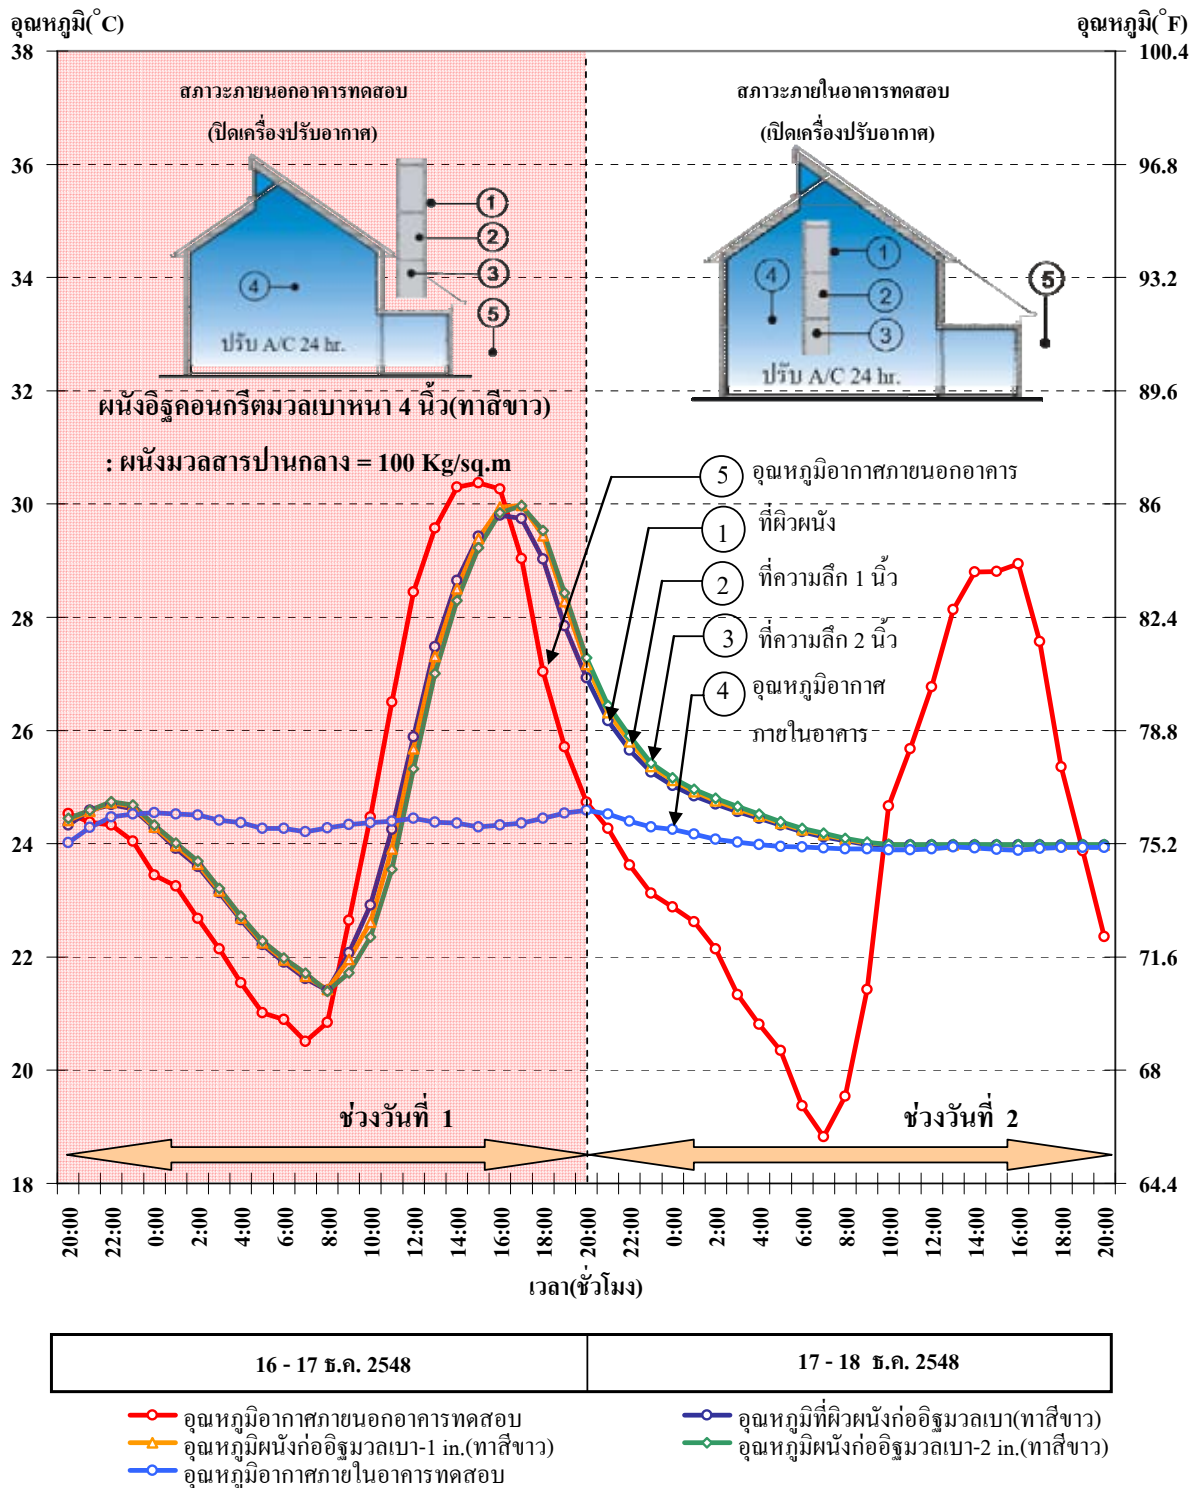 อุณหภูมิ(°C)
อุณหภูมิ(°F)
38
36
34
32
30
28
26
24
22
20
18
100.4
96.8
93.2
89.6
86
82.4
78.8
75.2
71.6
68
64.4
สภาวะภายนอกอาคารทดสอบ
(ปิดเครื่องปรับอากาศ)
1
2
3
4
5
ปรับ A/C 24 hr.
ผนังอิฐคอนกรีตมวลเบาหนา 4 นิ้ว(ทาสีขาว)
: ผนังมวลสารปานกลาง = 100 Kg/sq.m
สภาวะภายในอาคารทดสอบ
(เปิดเครื่องปรับอากาศ)
1
2
3
4
5
ปรับ A/C 24 hr.
5 อุณหภูมิอากาศภายนอกอาคาร
1 ที่ผิวผนัง
2 ที่ความลึก 1 นิ้ว
3 ที่ความลึก 2 นิ้ว
4 อุณหภูมิอากาศ
ภายในอาคาร
ช่วงวันที่ 1
ช่วงวันที่ 2
20:00
22:00
0:00
2:00
4:00
6:00
8:00
10:00
12:00
14:00
16:00
18:00
20:00
22:00
0:00
2:00
4:00
6:00
8:00
10:00
12:00
14:00
16:00
18:00
20:00
เวลา(ชั่วโมง)
16 - 17 ธ.ค. 2548
17 - 18 ธ.ค. 2548
อุณหภูมิอากาศภายนอกอาคารทดสอบ
อุณหภูมิที่ผิวผนังก่ออิฐมวลเบา(ทาสีขาว)
อุณหภูมิผนังก่ออิฐมวลเบา-1 in.(ทาสีขาว)
อุณหภูมิผนังก่ออิฐมวลเบา-2 in.(ทาสีขาว)
อุณหภูมิอากาศภายในอาคารทดสอบ